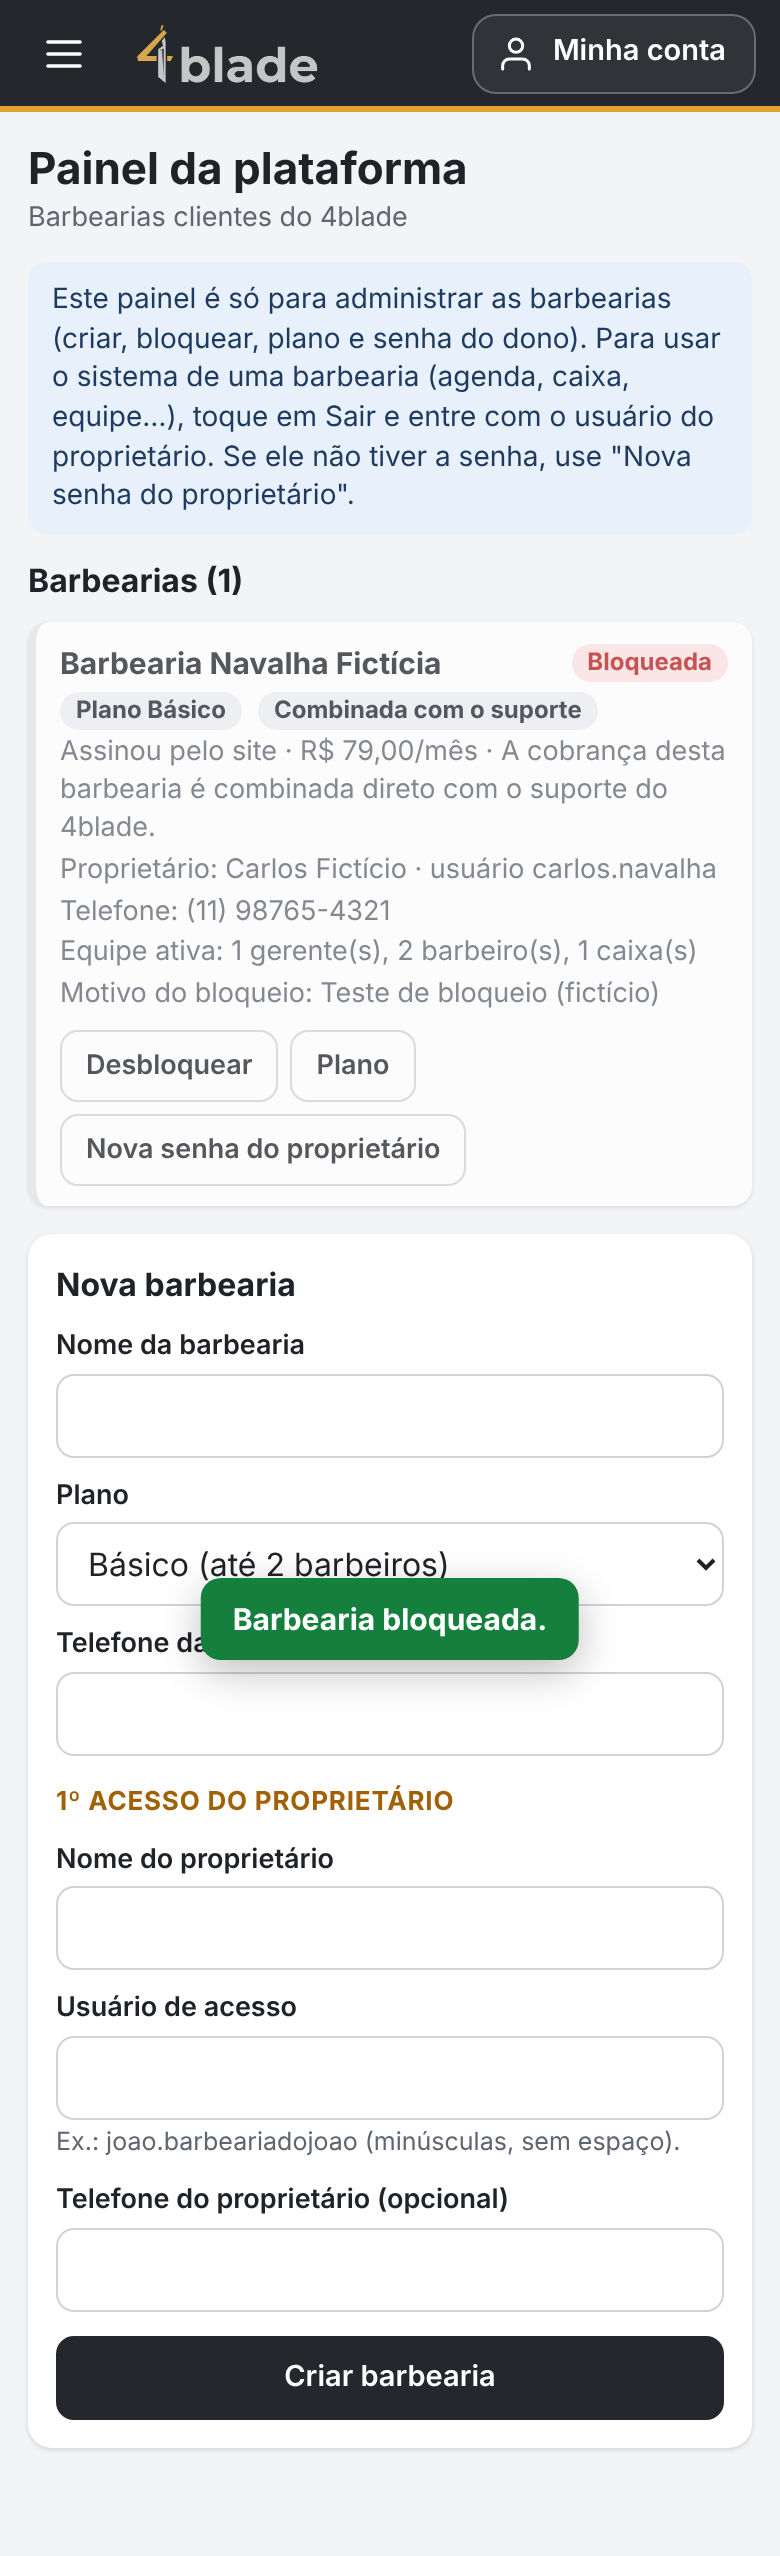 4blade
Minha conta
Painel da plataforma
Barbearias clientes do 4blade
Este painel é só para administrar as barbearias
(criar, bloquear, plano e senha do dono). Para usar
o sistema de uma barbearia (agenda, caixa,
equipe...), toque em Sair e entre com o usuário do
proprietário. Se ele não tiver a senha, use "Nova
senha do proprietário".
Barbearias (1)
Barbearia Navalha Fictícia
Bloqueada
Plano Básico
Combinada com o suporte
Assinou pelo site · R$ 79,00/mês · A cobrança desta
barbearia é combinada direto com o suporte do
4blade.
Proprietário: Carlos Fictício · usuário carlos.navalha
Telefone: (11) 98765-4321
Equipe ativa: 1 gerente(s), 2 barbeiro(s), 1 caixa(s)
Motivo do bloqueio: Teste de bloqueio (fictício)
Desbloquear
Plano
Nova senha do proprietário
Nova barbearia
Nome da barbearia
Plano
Básico (até 2 barbeiros)
Barbearia bloqueada.
Telefone
1º ACESSO DO PROPRIETÁRIO
Nome do proprietário
Usuário de acesso
Ex.: joao.barbeariadojoao (minúsculas, sem espaço).
Telefone do proprietário (opcional)
Criar barbearia